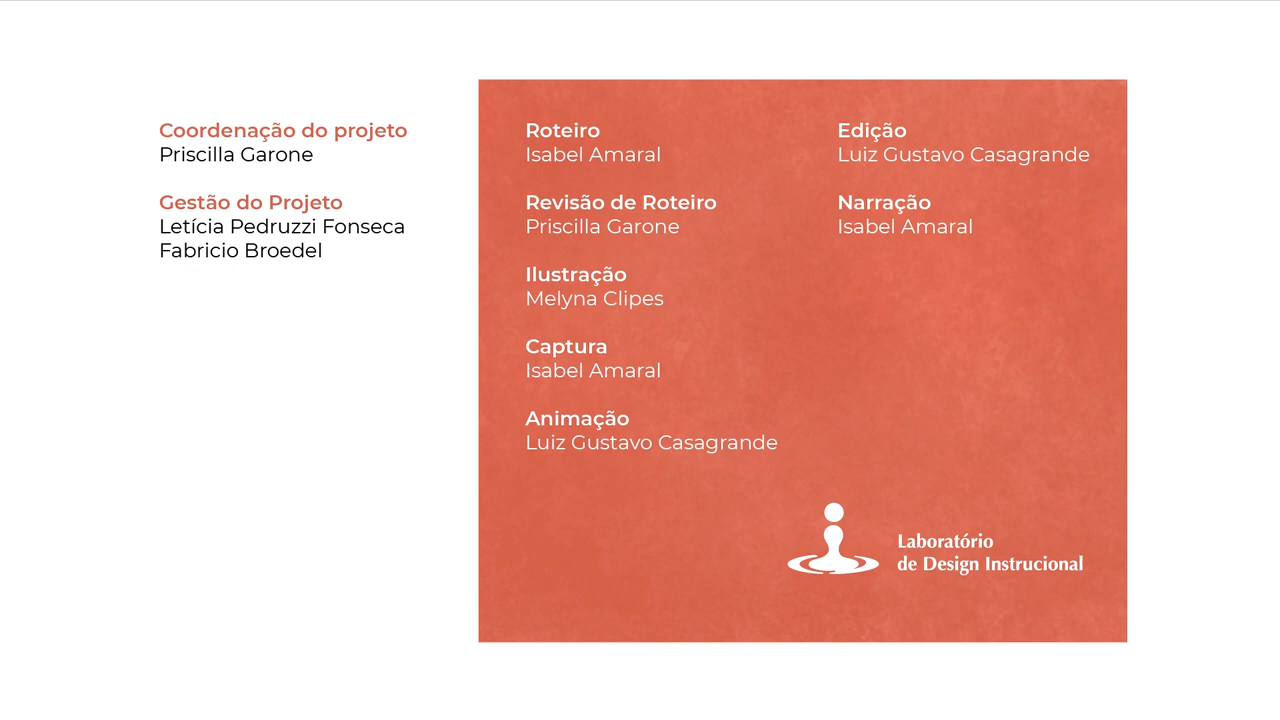 Coordenação do projeto
Priscilla Garone
Gestão do Projeto
Letícia Pedruzzi Fonseca
Fabricio Broedel
Roteiro
Isabel Amaral
Revisão de Roteiro
Priscilla Garone
Ilustração
Melyna Clipes
Captura
Isabel Amaral
Animação
Luiz Gustavo Casagrande
Edição
Luiz Gustavo Casagrande
Narração
Isabel Amaral
Laboratório
de Design Instrucional